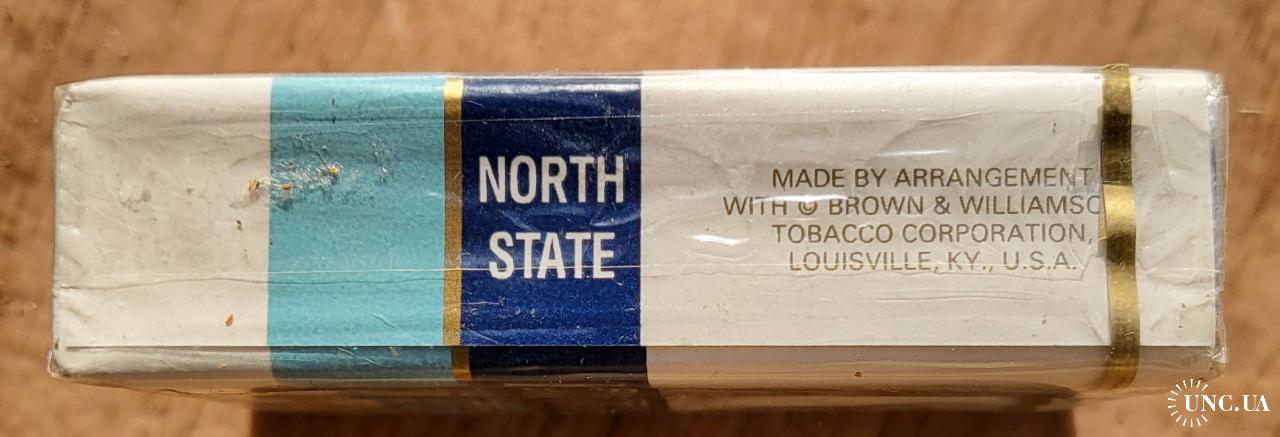 NORTH
STATE
MADE BY ARRANGEMENT
WITH © BROWN & WILLIAMSO
TOBACCO CORPORATION,
LOUISVILLE, KY., U.S.A.
UNC.UA